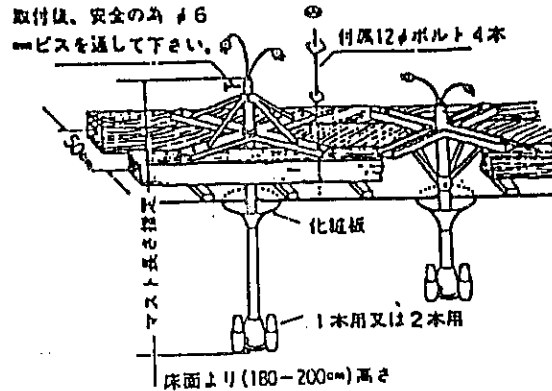 取付後、安全の為 φ6
mmビスを通して下さい。
付属12φボルト4本
マスト長さ指定
化粧板
1本用又は2本用
床面より(180-200cm)高さ